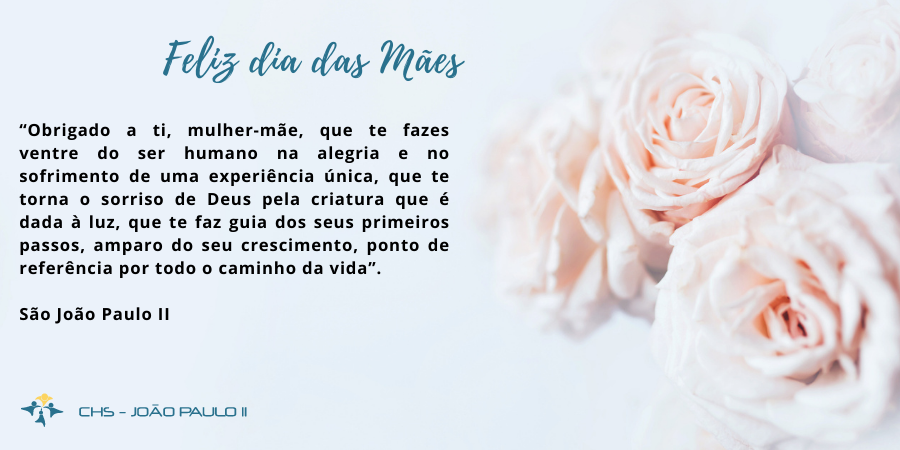 Feliz dia das Mães
“Obrigado a ti, mulher-mãe, que te fazes
ventre do ser humano na alegria e no
sofrimento de uma experiência única, que te
torna o sorriso de Deus pela criatura que é
dada à luz, que te faz guia dos seus primeiros
passos, amparo do seu crescimento, ponto de
referência por todo o caminho da vida”.
São João Paulo II
CHS - JOÃO PAULO II